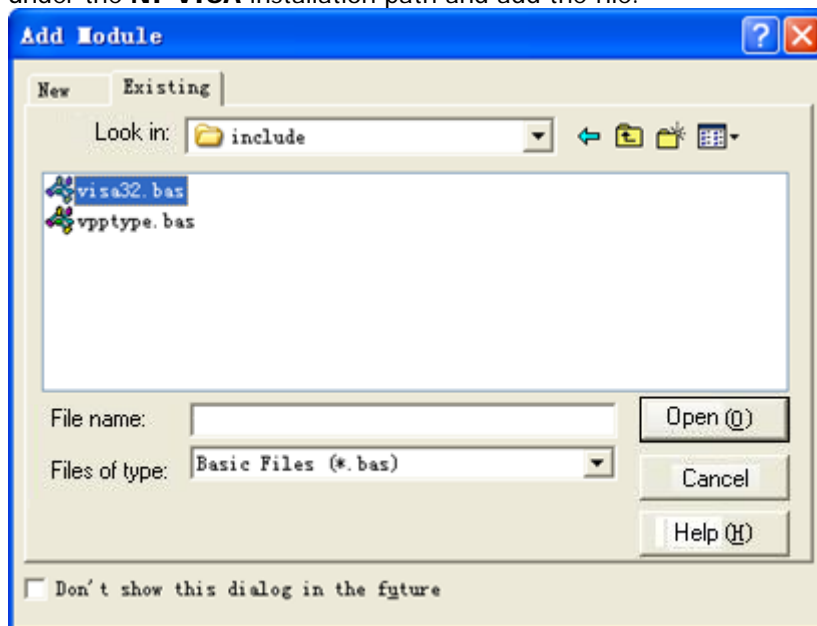 under the NI-VISA installation path and add the file.
Add Module
New Existing
Look in: include
visa32.bas
vpptype.bas
File name: Open (O)
Files of type: Basic Files (*.bas)
Cancel
Help (H)
Don't show this dialog in the future